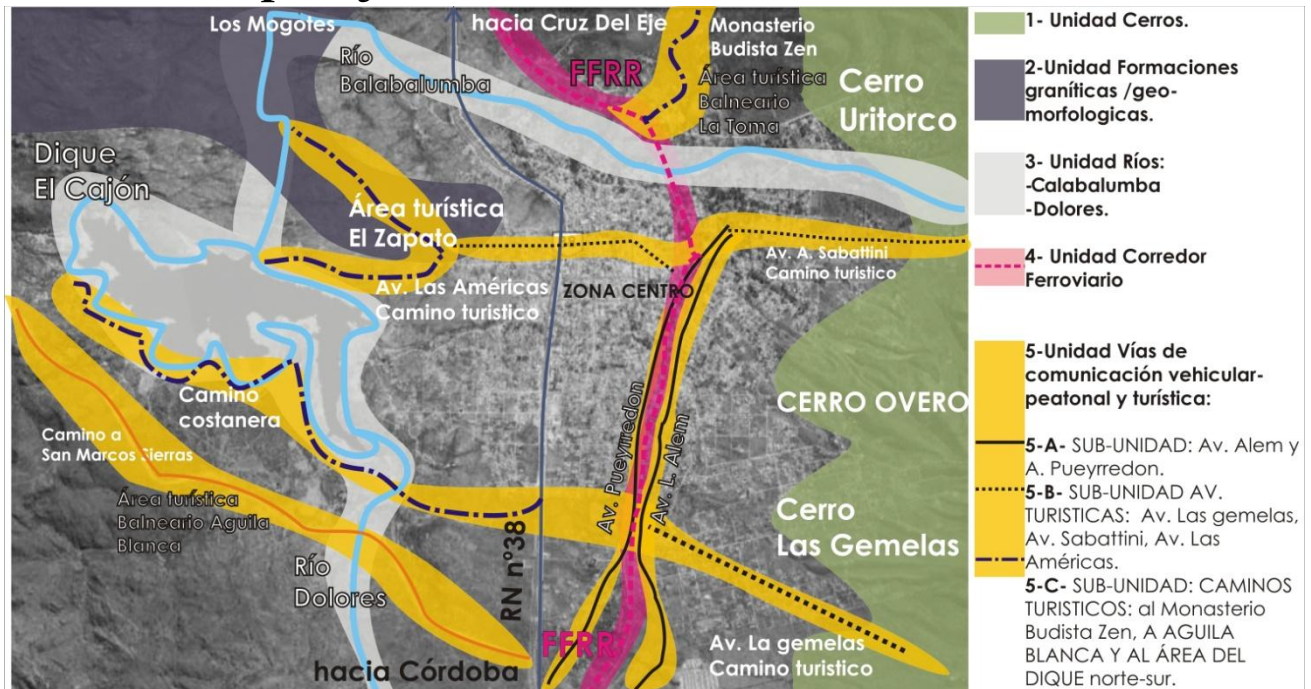 Los Mogotes
hacia Cruz Del Eje
Monasterio
Budista Zen
Río
Balabalumba
FFRR
Área turística
Balneario
La Toma
Cerro
Uritorco
Dique
El Cajón
Área turística
El Zapato
Av. Las Américas
Camino turistico
ZONA CENTRO
Av. A. Sabattini
Camino turistico
Camino
costanera
CERRO OVERO
Camino a
San Marcos Sierras
Área turística
Balneario Aguila
Blanca
Av. Pueyrredon
Av. L. Alem
Cerro
Las Gemelas
Río
Dolores
RN nº38
FFRR
hacia Córdoba
Av. La gemelas
Camino turistico
1- Unidad Cerros.
2-Unidad Formaciones
graníticas /geo-
morfologicas.
3- Unidad Ríos:
-Calabalumba
-Dolores.
4- Unidad Corredor
Ferroviario
5-Unidad Vías de
comunicación vehicular-
peatonal y turística:
5-A- SUB-UNIDAD: Av. Alem y
A. Pueyrredon.
5-B- SUB-UNIDAD AV.
TURISTICAS: Av. Las gemelas,
Av. Sabattini, Av. Las
Américas.
5-C- SUB-UNIDAD: CAMINOS
TURISTICOS: al Monasterio
Budista Zen, A AGUILA
BLANCA Y AL ÁREA DEL
DIQUE norte-sur.